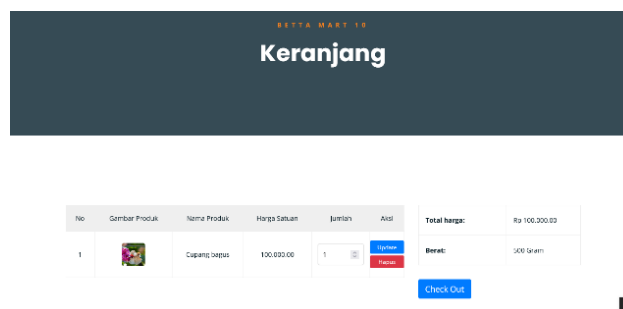 BETTA MART 10
Keranjang
No Gambar Produk Nama Produk Harga Satuan Jumlah Aksi
1 Cupang bagus 100.000.00 1 Update
Hapus
Total harga: Rp 100.000.00
Berat: 500 Gram
Check Out